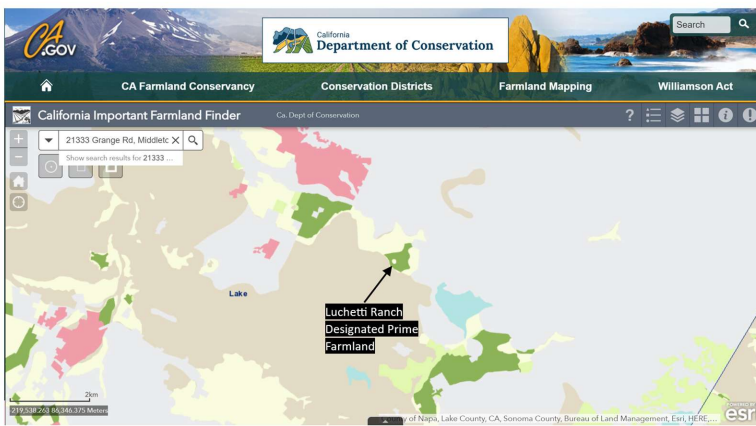 CA
.GOV
California
Department of Conservation
Search
CA Farmland Conservancy
Conservation Districts
Farmland Mapping
Williamson Act
California Important Farmland Finder
Ca. Dept of Conservation
?
+
21333 Grange Rd, Middletc
Show search results for 21333 ...
−
Lake
Luchetti Ranch
Designated Prime
Farmland
2km
219,538.263 86,346.375 Meters
of Napa, Lake County, CA, Sonoma County, Bureau of Land Management, Esri, HERE,...
POWERED BY
esri